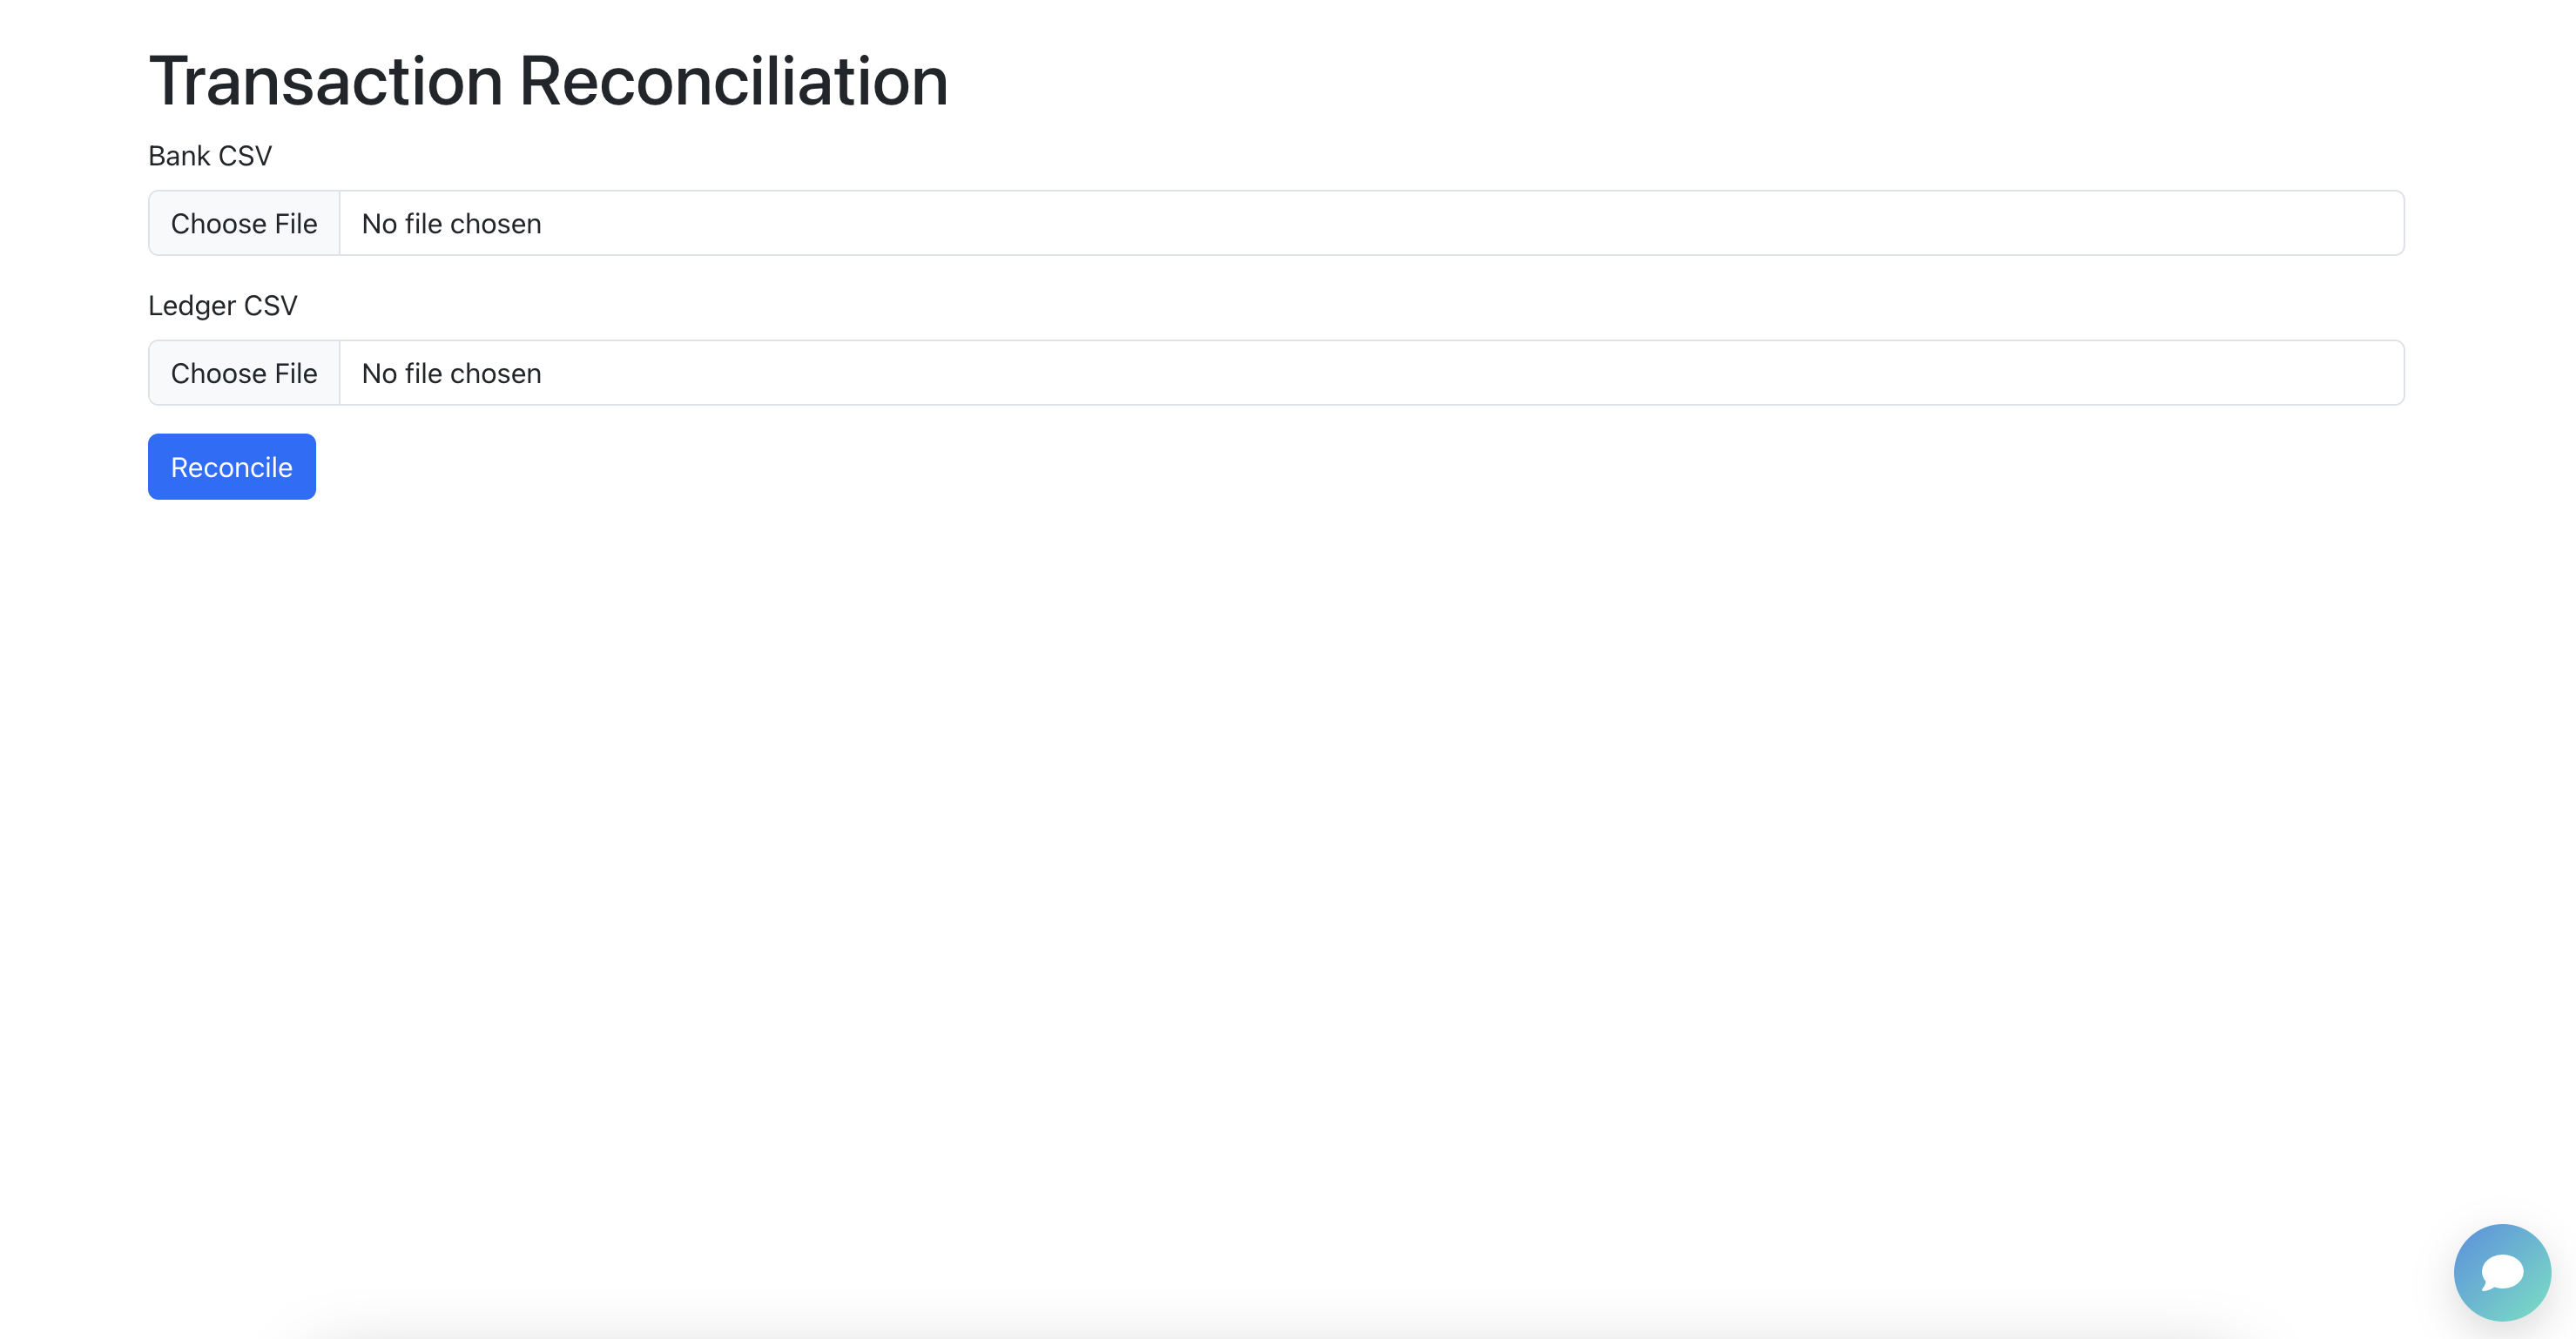 Transaction Reconciliation
Bank CSV
Choose File No file chosen
Ledger CSV
Choose File No file chosen
Reconcile